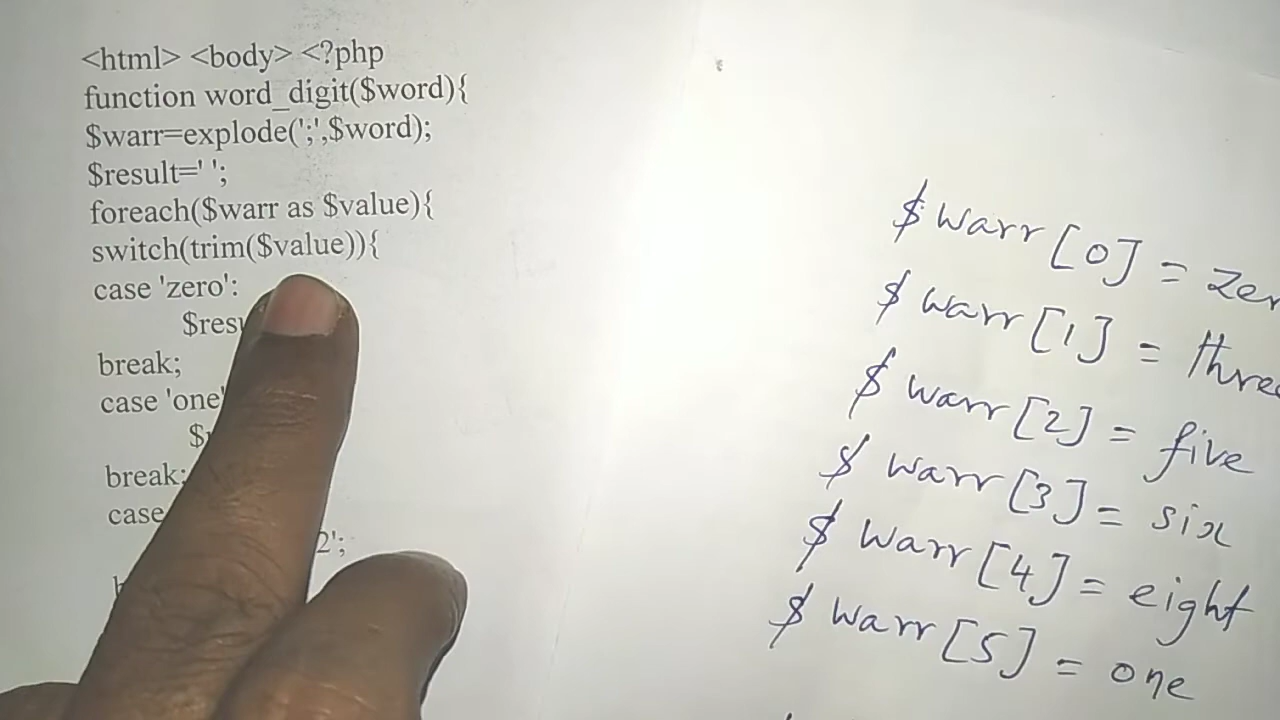 <html> <body> <?php
function word_digit($word){
$warr=explode(';',$word);
$result=' ';
foreach($warr as $value){
switch(trim($value)){
case 'zero':
break;
case 'one'
$
break;
case
2';
$ warr [0] =
$ warr [1] = three
$ warr [2] = five
$ warr [3] = six
$ warr [4] = eight
$ warr [5] = one